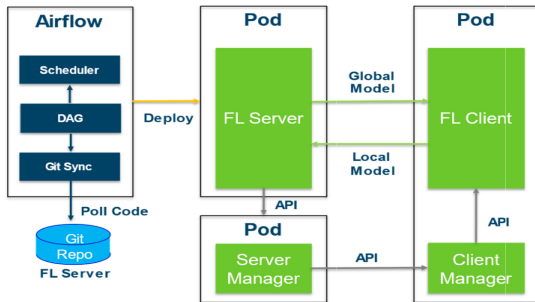 Airflow
Scheduler
DAG
Git Sync
Poll Code
Git
Repo
FL Server
Deploy
Pod
FL Server
Global
Model
Local
Model
API
Pod
Server
Manager
API
Pod
FL Client
API
Client
Manager